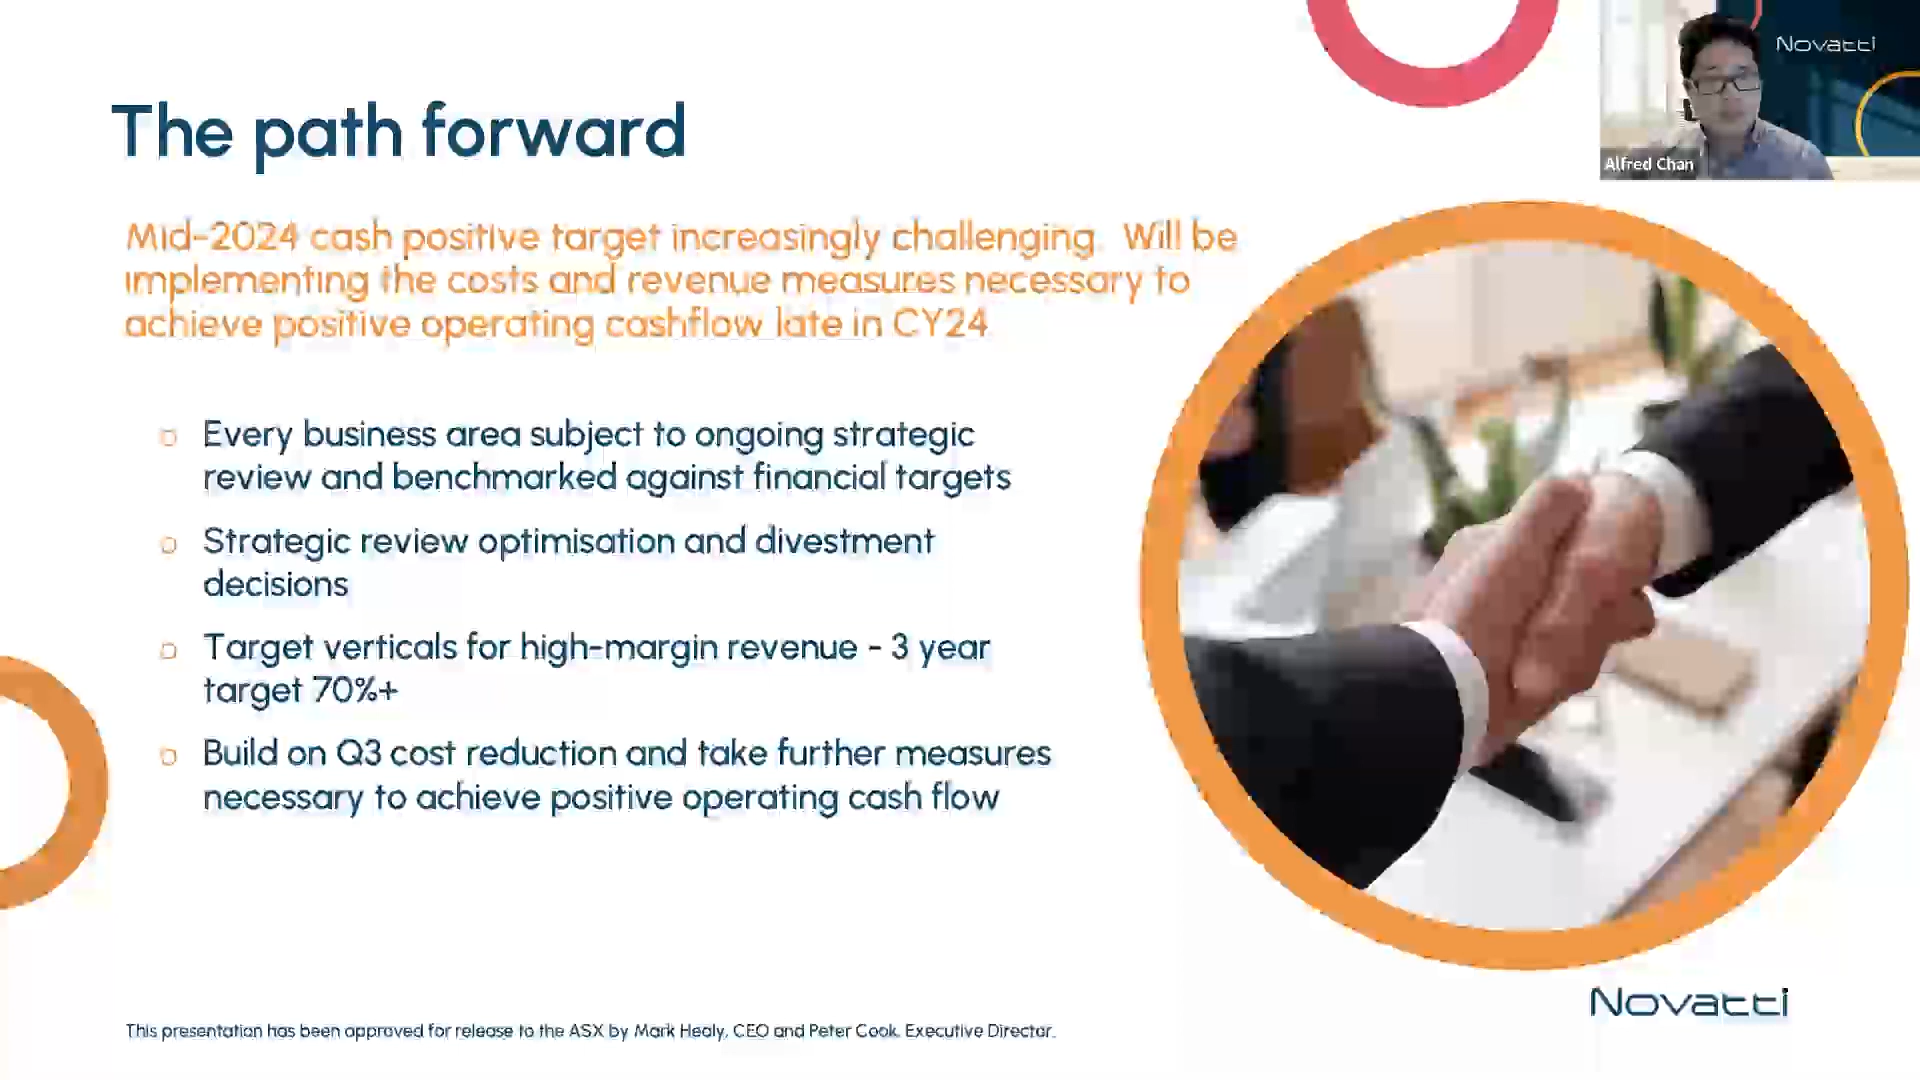 Novatti
Alfred Chan
The path forward
Mid-2024 cash positive target increasingly challenging. Will be
implementing the costs and revenue measures necessary to
achieve positive operating cashflow late in CY24
Every business area subject to ongoing strategic
review and benchmarked against financial targets
Strategic review optimisation and divestment
decisions
Target verticals for high-margin revenue - 3 year
target 70%+
Build on Q3 cost reduction and take further measures
necessary to achieve positive operating cash flow
Novatti
This presentation has been approved for release to the ASX by Mark Healy, CEO and Peter Cook, Executive Director.